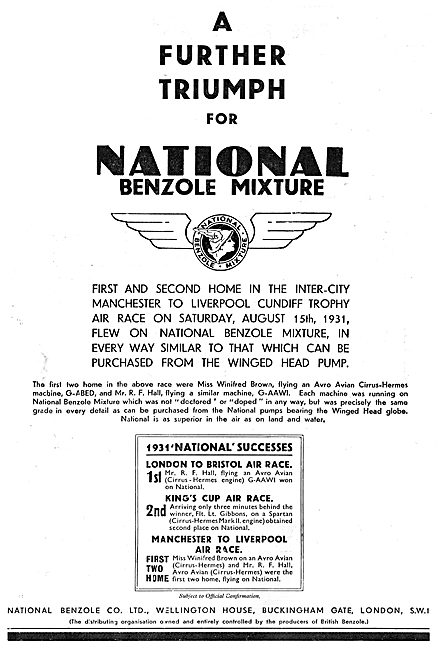 A
FURTHER
TRIUMPH
FOR
NATIONAL
BENZOLE MIXTURE
NATIONAL
BENZOLE MIXTURE
FIRST AND SECOND HOME IN THE INTER-CITY
MANCHESTER TO LIVERPOOL CUNDIFF TROPHY
AIR RACE ON SATURDAY, AUGUST 15th, 1931,
FLEW ON NATIONAL BENZOLE MIXTURE, IN
EVERY WAY SIMILAR TO THAT WHICH CAN BE
PURCHASED FROM THE WINGED HEAD PUMP.
The first two home in the above race were Miss Winifred Brown, flying an Avro Avian Cirrus-Hermes
machine, G-ABED, and Mr. R. F. Hall, flying a similar machine, G-AAWI. Each machine was running on
National Benzole Mixture which was not "doctored" or "doped" in any way, but was precisely the same
grade in every detail as can be purchased from the National pumps bearing the Winged Head globe.
National is as superior in the air as on land and water.
1931 'NATIONAL' SUCCESSES
LONDON TO BRISTOL AIR RACE.
1st Mr. R. F. Hall, flying an Avro Avian
(Cirrus-Hermes engine) G-AAWI won
on National.
KING'S CUP AIR RACE.
2nd Arriving only three minutes behind the
winner, Flt. Lt. Gibbons, on a Spartan
(Cirrus-Hermes Mark II. engine) obtained
second place on National.
MANCHESTER TO LIVERPOOL
AIR RACE.
FIRST Miss Winifred Brown on an Avro Avian
TWO (Cirrus-Hermes) and Mr. R. F. Hall,
Avro Avian (Cirrus-Hermes) were the
HOME first two home, flying on National.
Subject to Official Confirmation,
NATIONAL BENZOLE CO. LTD., WELLINGTON HOUSE, BUCKINGHAM GATE, LONDON, S.W.1
(The distributing organisation owned and entirely controlled by the producers of British Benzole.)